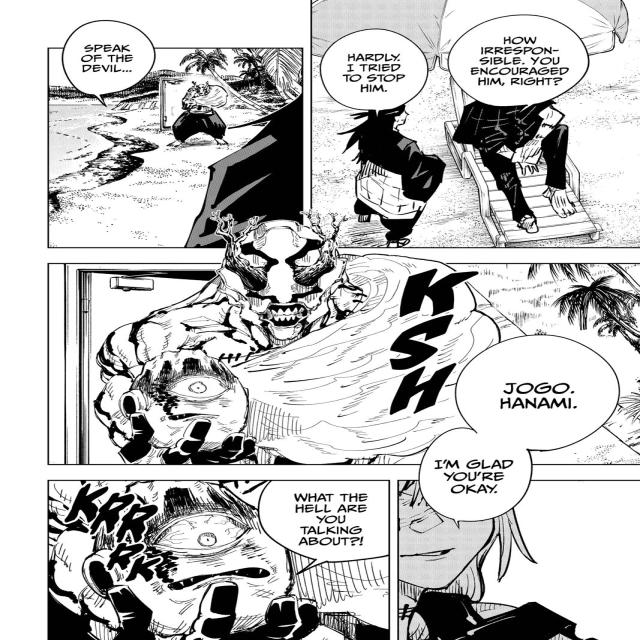 SPEAK
OF THE
DEVIL...
HARDLY.
I TRIED
TO STOP
HIM.
HOW
IRRESPON-
SIBLE. YOU
ENCOURAGED
HIM, RIGHT?
KSH
JOGO.
HANAMI.
I'M GLAD
YOU'RE
OKAY.
KRRRRK
WHAT THE
HELL ARE
YOU
TALKING
ABOUT?!